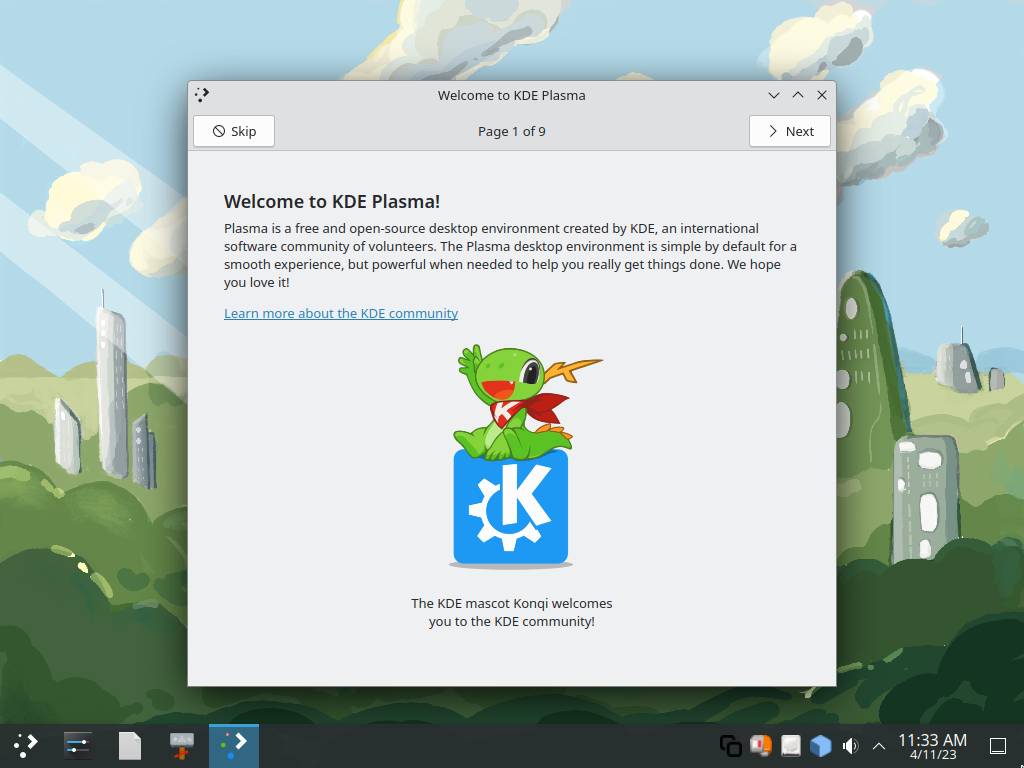 Welcome to KDE Plasma
Skip
Page 1 of 9
Next
Welcome to KDE Plasma!
Plasma is a free and open-source desktop environment created by KDE, an international
software community of volunteers. The Plasma desktop environment is simple by default for a
smooth experience, but powerful when needed to help you really get things done. We hope
you love it!
Learn more about the KDE community
K
K
The KDE mascot Konqi welcomes
you to the KDE community!
11:33 AM
4/11/23